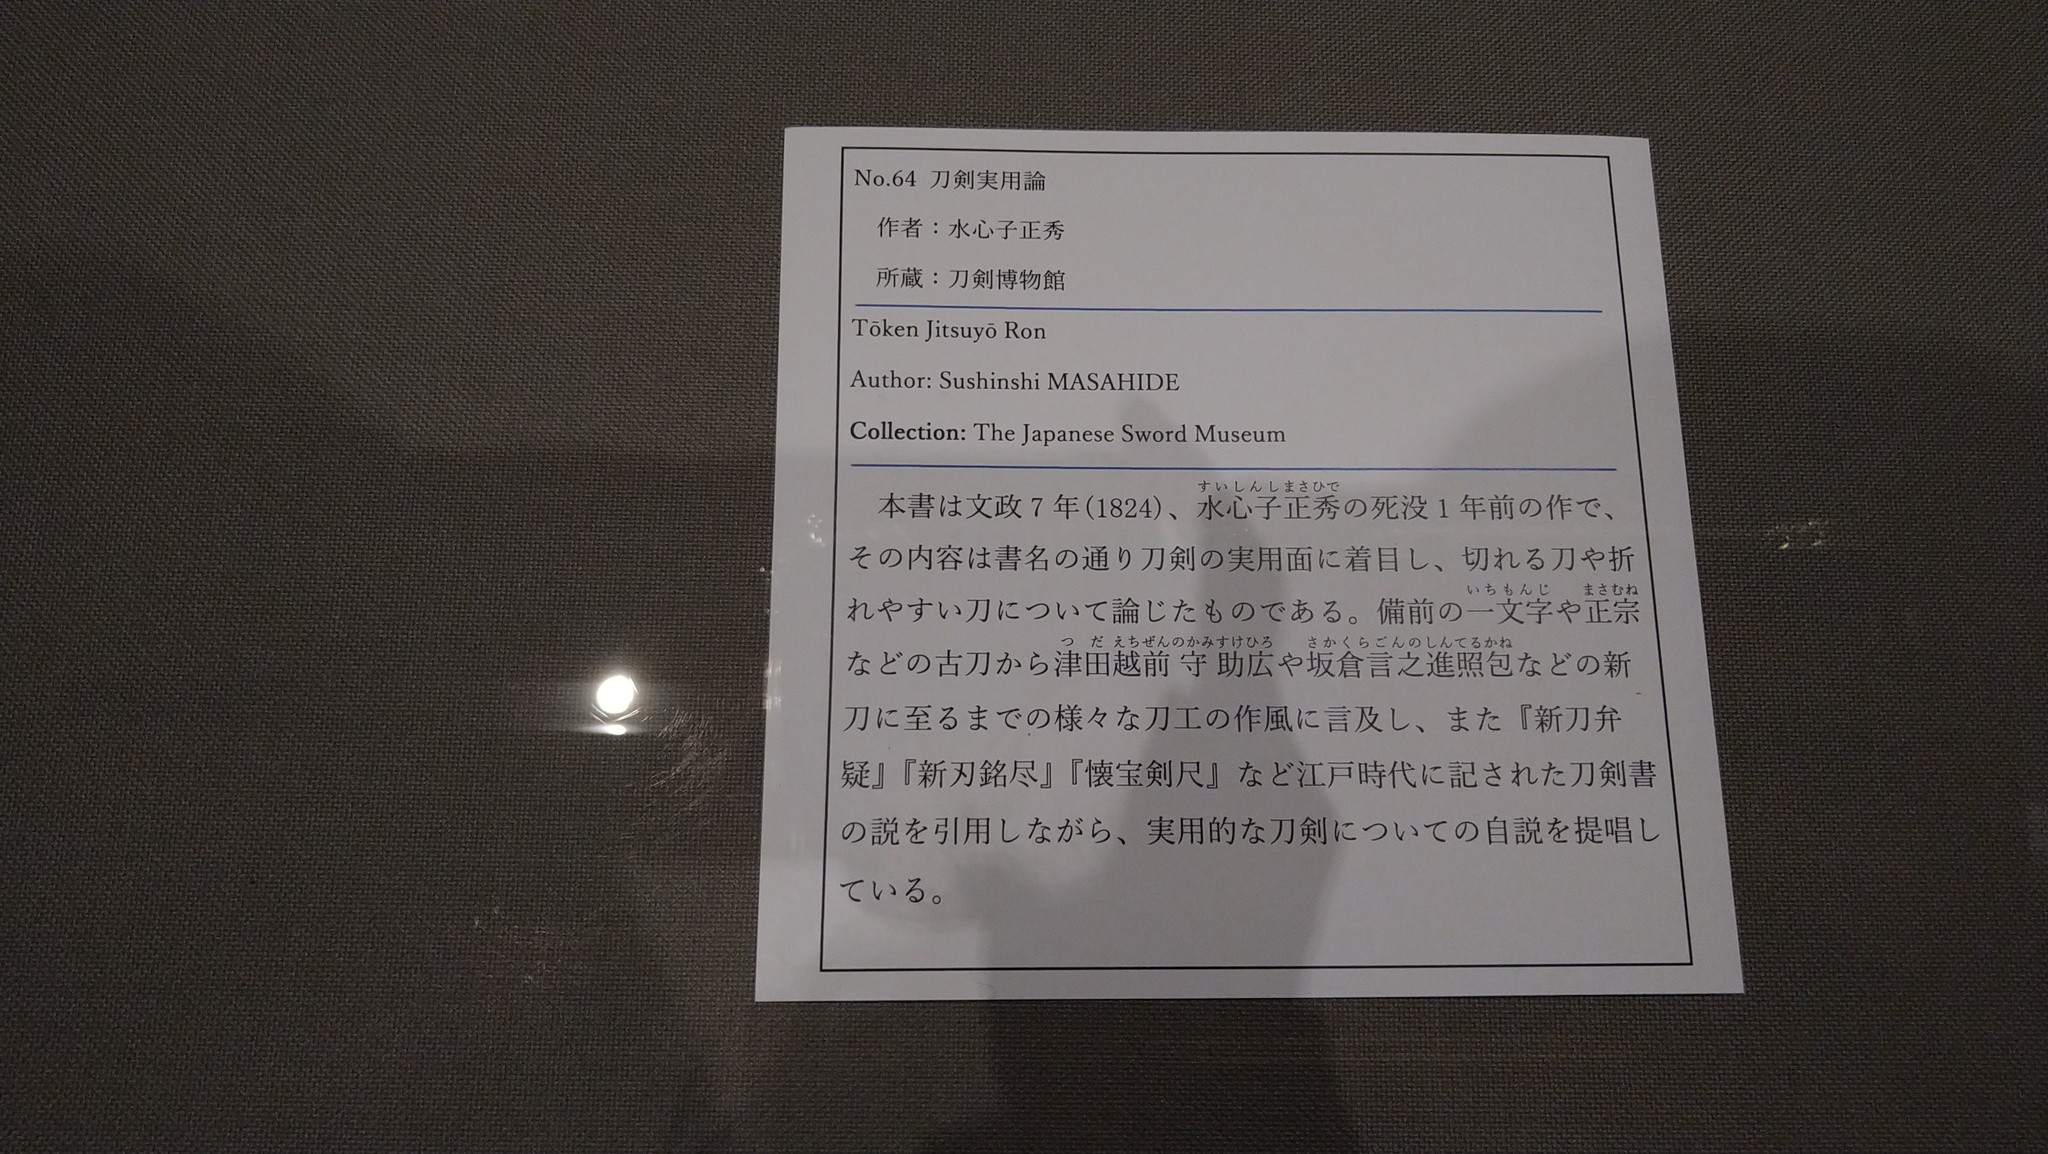 No.64 刀剣実用論
作者：水心子正秀
所蔵：刀剣博物館
Tōken Jitsuyō Ron
Author: Sushinshi MASAHIDE
Collection: The Japanese Sword Museum
すいしんしまさひで
本書は文政7年(1824)、水心子正秀の死没1年前の作で、
その内容は書名の通り刀剣の実用面に着目し、切れる刀や折
いちもんじ まさむね
れやすい刀について論じたものである。備前の一文字や正宗
つだえちぜんのかみすけひろ さかくらごんのしんてるかね
などの古刀から津田越前守助広や坂倉言之進照包などの新
刀に至るまでの様々な刀工の作風に言及し、また『新刀弁
疑』『新刃銘尽』『懐宝剣尺』など江戸時代に記された刀剣書
の説を引用しながら、実用的な刀剣についての自説を提唱し
ている。